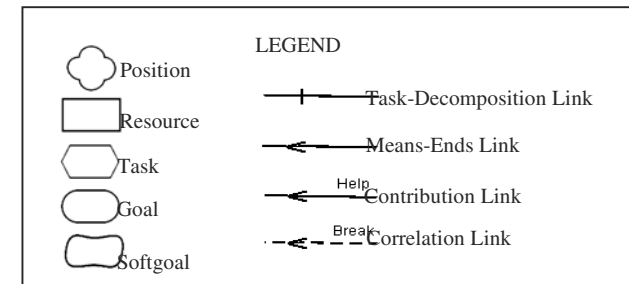 LEGEND
Position
Resource
Task
Goal
Softgoal
Task-Decomposition Link
Means-Ends Link
Help
Contribution Link
Break
Correlation Link